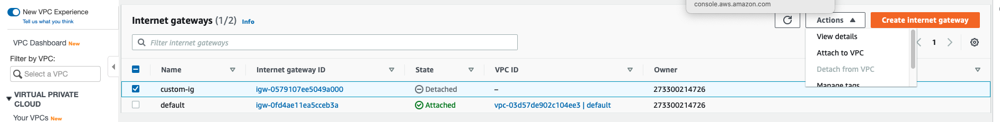 console.aws.amazon.com
New VPC Experience
Tell us what you think
VPC Dashboard New
Filter by VPC:
Select a VPC
VIRTUAL PRIVATE
CLOUD
Your VPCs New
Internet gateways (1/2) Info
Actions
Create internet gateway
Filter internet gateways
1
View details
Attach to VPC
Detach from VPC
Manage tags
Name Internet gateway ID State VPC ID Owner
custom-ig igw-0579107ee5049a000 Detached – 273300214726
default igw-0fd4ae11ea5cceb3a Attached vpc-03d57de902c104ee3 | default 273300214726